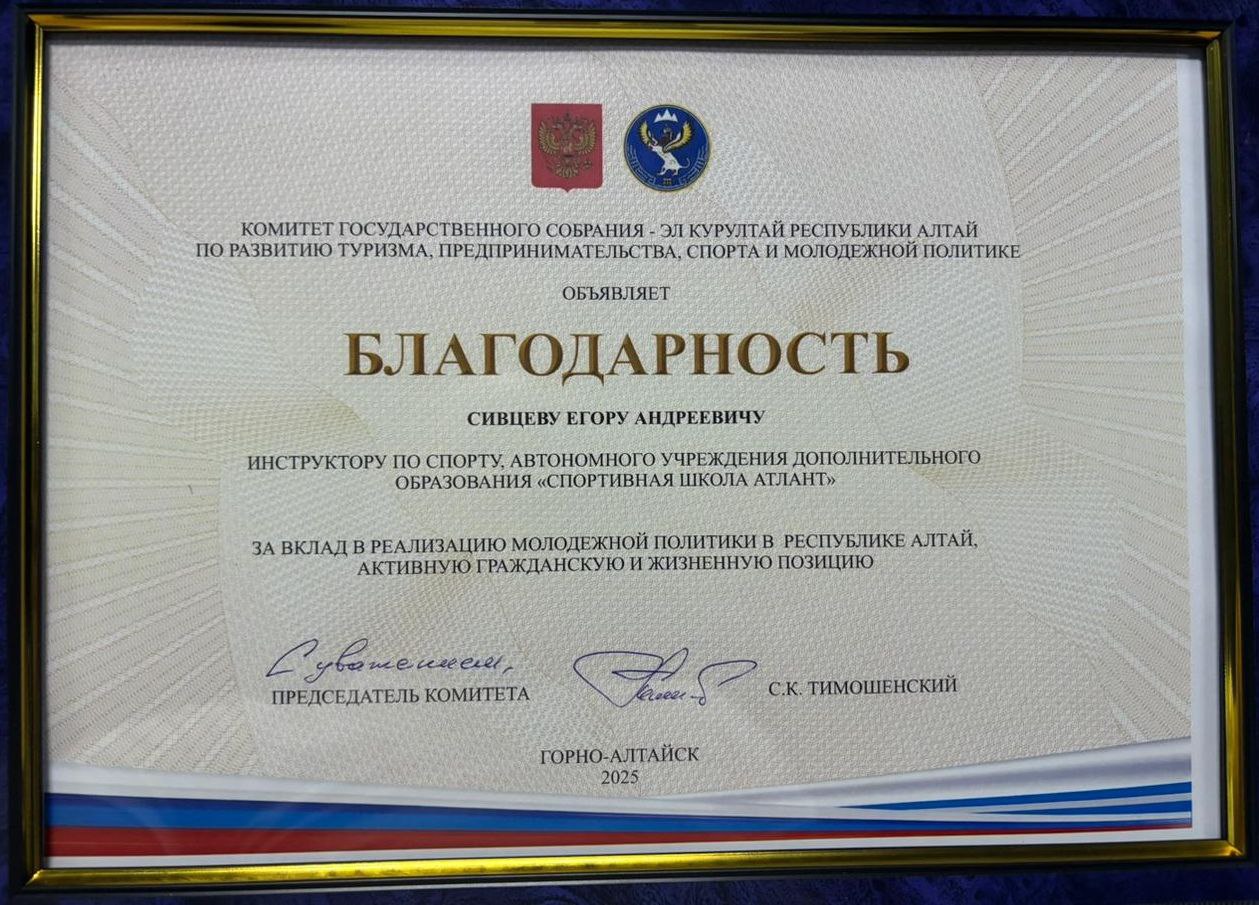 КОМИТЕТ ГОСУДАРСТВЕННОГО СОБРАНИЯ - ЭЛ КУРУЛТАЙ РЕСПУБЛИКИ АЛТАЙ
ПО РАЗВИТИЮ ТУРИЗМА, ПРЕДПРИНИМАТЕЛЬСТВА, СПОРТА И МОЛОДЕЖНОЙ ПОЛИТИКЕ
ОБЪЯВЛЯЕТ
БЛАГОДАРНОСТЬ
СИВЦЕВУ ЕГОРУ АНДРЕЕВИЧУ
ИНСТРУКТОРУ ПО СПОРТУ, АВТОНОМНОГО УЧРЕЖДЕНИЯ ДОПОЛНИТЕЛЬНОГО
ОБРАЗОВАНИЯ «СПОРТИВНАЯ ШКОЛА АТЛАНТ»
ЗА ВКЛАД В РЕАЛИЗАЦИЮ МОЛОДЕЖНОЙ ПОЛИТИКИ В РЕСПУБЛИКЕ АЛТАЙ,
АКТИВНУЮ ГРАЖДАНСКУЮ И ЖИЗНЕННУЮ ПОЗИЦИЮ
С уважением,
ПРЕДСЕДАТЕЛЬ КОМИТЕТА С.К. ТИМОШЕНСКИЙ
ГОРНО-АЛТАЙСК
2025